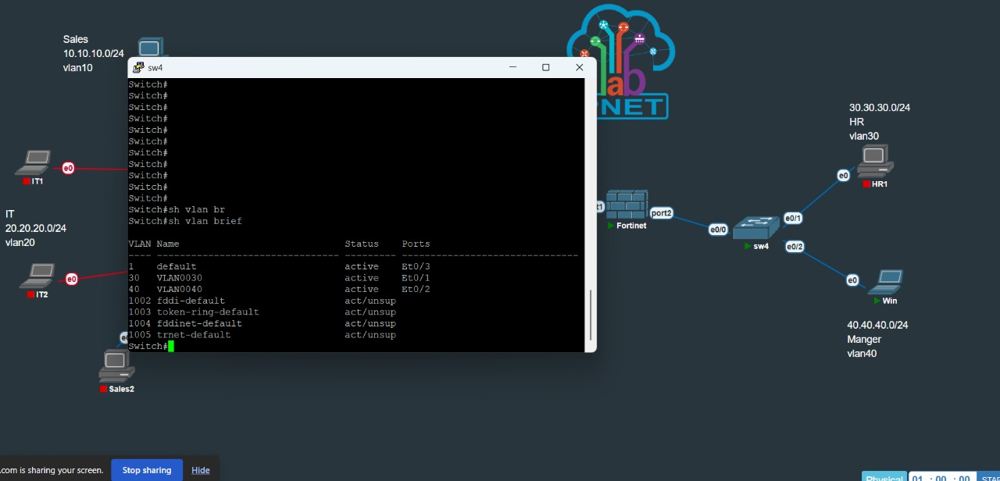 Sales
10.10.10.0/24
vlan10
sw4
Switch#
Switch#
Switch#
Switch#
Switch#
Switch#
Switch#
Switch#
Switch#
Switch#
Switch#
Switch#sh vlan br
Switch#sh vlan brief
VLAN Name Status Ports
---- -------------------------------- --------- -------------------------------
1 default active Et0/3
30 VLAN0030 active Et0/1
40 VLAN0040 active Et0/2
1002 fddi-default act/unsup
1003 token-ring-default act/unsup
1004 fddinet-default act/unsup
1005 trnet-default act/unsup
Switch#
lab
NET
e0
IT1
IT
20.20.20.0/24
vlan20
e0
IT2
Sales2
Fortinet
port2
e0/0
sw4
e0/1
e0/2
30.30.30.0/24
HR
vlan30
e0
HR1
e0
Win
40.40.40.0/24
Manger
vlan40
.com is sharing your screen.
Stop sharing
Hide
Physical
01 : 00 : 00